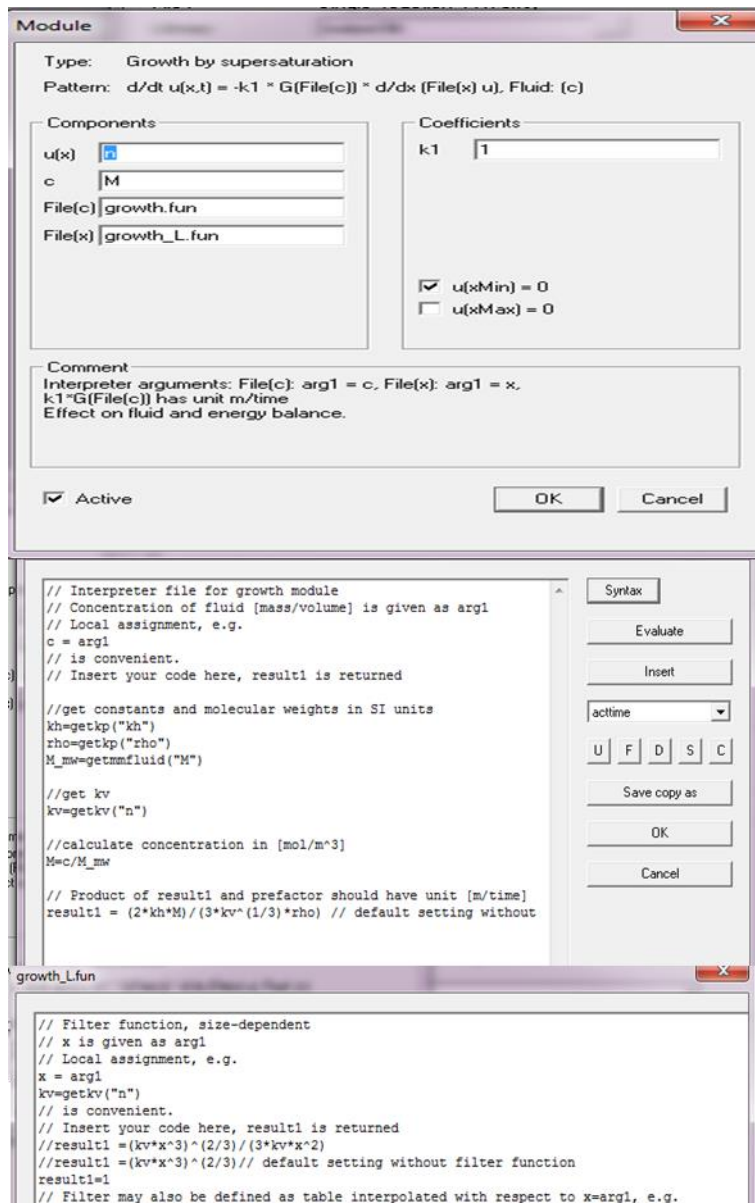 Module
Type: Growth by supersaturation
Pattern: d/dt u(x,t) = -k1 * G(File(c)) * d/dx (File(x) u), Fluid: (c)
Components
u(x) n
c M
File(c) growth.fun
File(x) growth_L.fun
Coefficients
k1 1
u(xMin) = 0
u(xMax) = 0
Comment
Interpreter arguments: File(c): arg1 = c, File(x): arg1 = x,
k1*G(File(c)) has unit m/time
Effect on fluid and energy balance.
Active
OK
Cancel
// Interpreter file for growth module
// Concentration of fluid [mass/volume] is given as arg1
// Local assignment, e.g.
c = arg1
// is convenient.
// Insert your code here, result1 is returned
//get constants and molecular weights in SI units
kh=getkp("kh")
rho=getkp("rho")
M_mw=getmmfluid("M")
//get kv
kv=getkv("n")
//calculate concentration in [mol/m^3]
M=c/M_mw
// Product of result1 and prefactor should have unit [m/time]
result1 = (2*kh*M)/(3*kv^(1/3)*rho) // default setting without
Syntax
Evaluate
Insert
acttime
U F D S C
Save copy as
OK
Cancel
growth_L.fun
// Filter function, size-dependent
// x is given as arg1
// Local assignment, e.g.
x = arg1
kv=getkv("n")
// is convenient.
// Insert your code here, result1 is returned
//result1 =(kv*x^3)^(2/3)/(3*kv*x^2)
//result1 =(kv*x^3)^(2/3)// default setting without filter function
result1=1
// Filter may also be defined as table interpolated with respect to x=arg1, e.g.